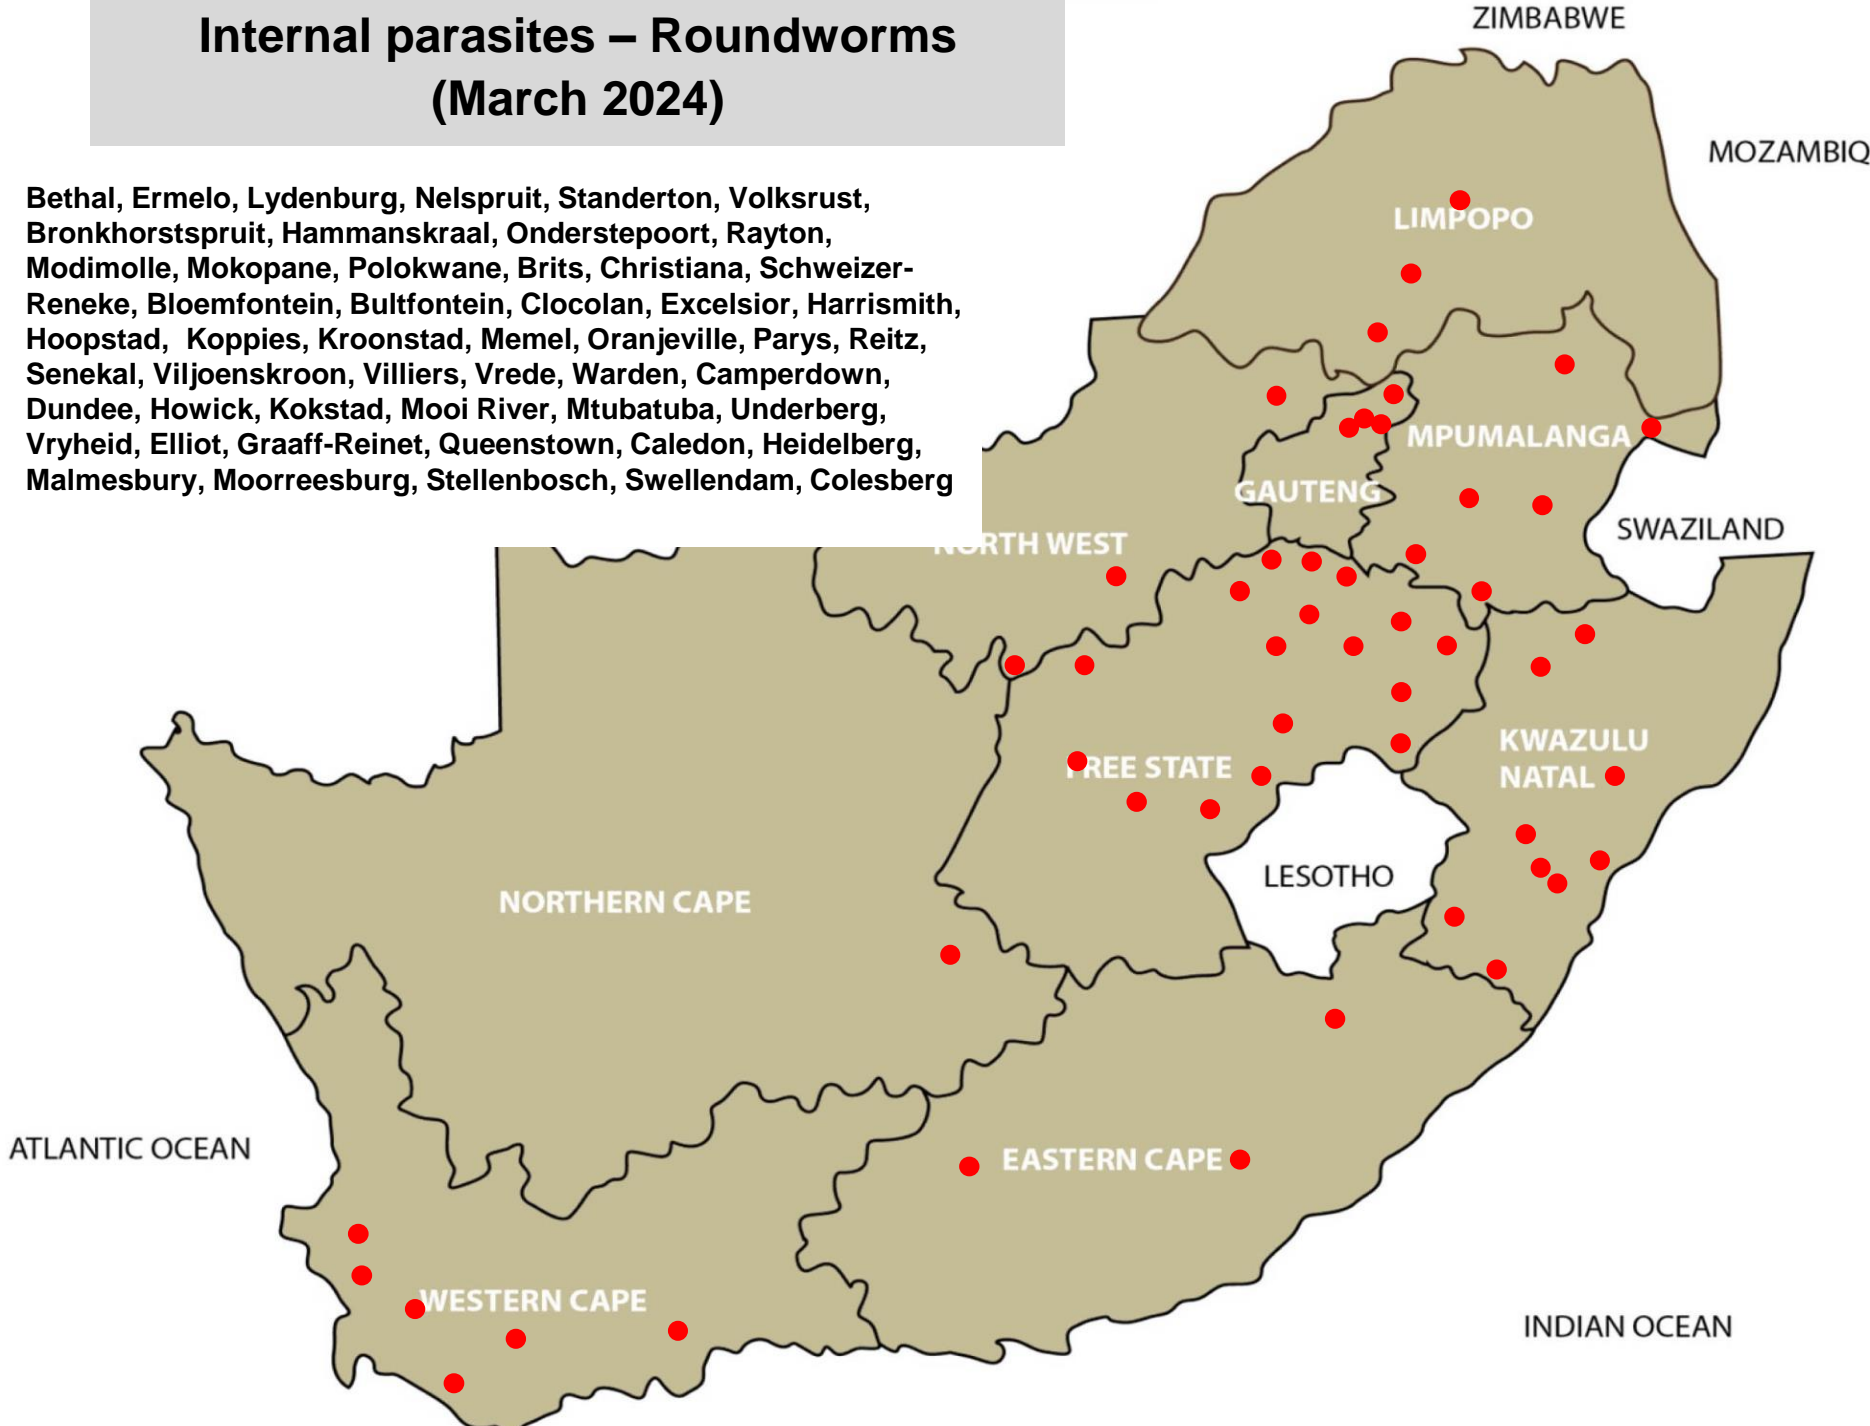 Internal parasites – Roundworms
(March 2024)
Bethal, Ermelo, Lydenburg, Nelspruit, Standerton, Volksrust,
Bronkhorstspruit, Hammanskraal, Onderstepoort, Rayton,
Modimolle, Mokopane, Polokwane, Brits, Christiana, Schweizer-
Reneke, Bloemfontein, Bultfontein, Clocolan, Excelsior, Harrismith,
Hoopstad, Koppies, Kroonstad, Memel, Oranjeville, Parys, Reitz,
Senekal, Viljoenskroon, Villiers, Vrede, Warden, Camperdown,
Dundee, Howick, Kokstad, Mooi River, Mtubatuba, Underberg,
Vryheid, Elliot, Graaff-Reinet, Queenstown, Caledon, Heidelberg,
Malmesbury, Moorreesburg, Stellenbosch, Swellendam, Colesberg
ZIMBABWE
MOZAMBIQ
LIMPOPO
MPUMALANGA
GAUTENG
SWAZILAND
NORTH WEST
KWAZULU
NATAL
FREE STATE
LESOTHO
NORTHERN CAPE
ATLANTIC OCEAN
EASTERN CAPE
WESTERN CAPE
INDIAN OCEAN